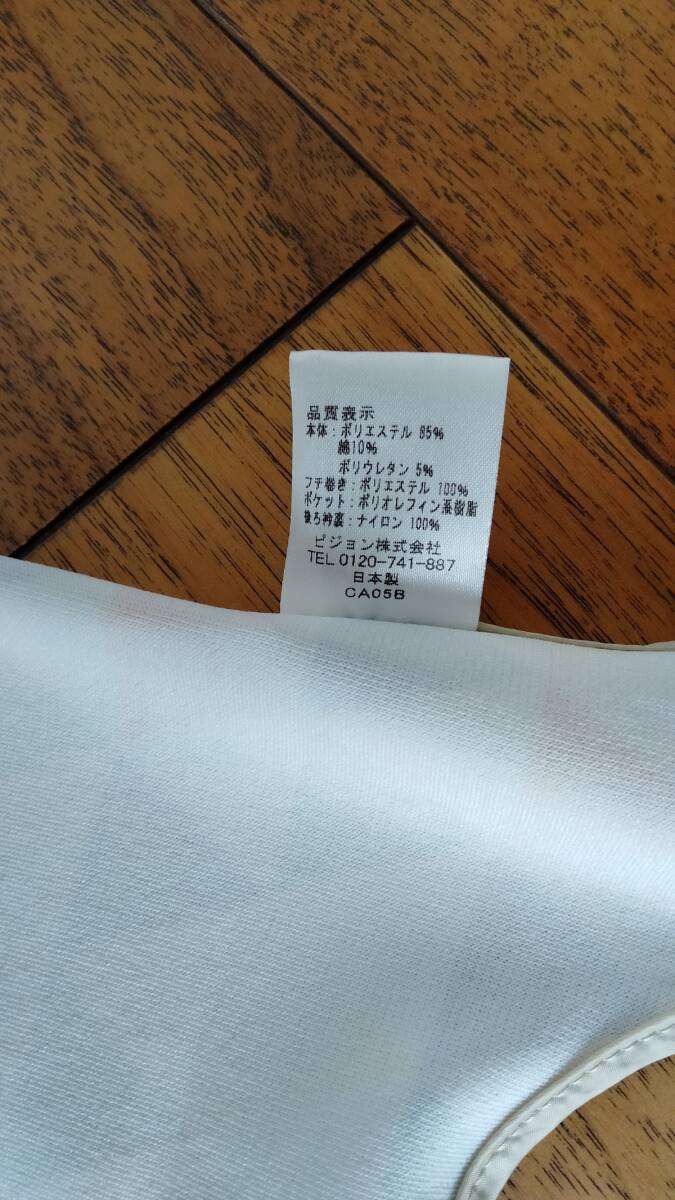 品質表示
本体：ポリエステル 85%
綿10%
ポリウレタン 5%
フチ巻き：ポリエステル 100%
ポケット：ポリオレフィン系樹脂
後ろ衿裏：ナイロン 100%
ピジョン株式会社
TEL 0120-741-887
日本製
CA05B